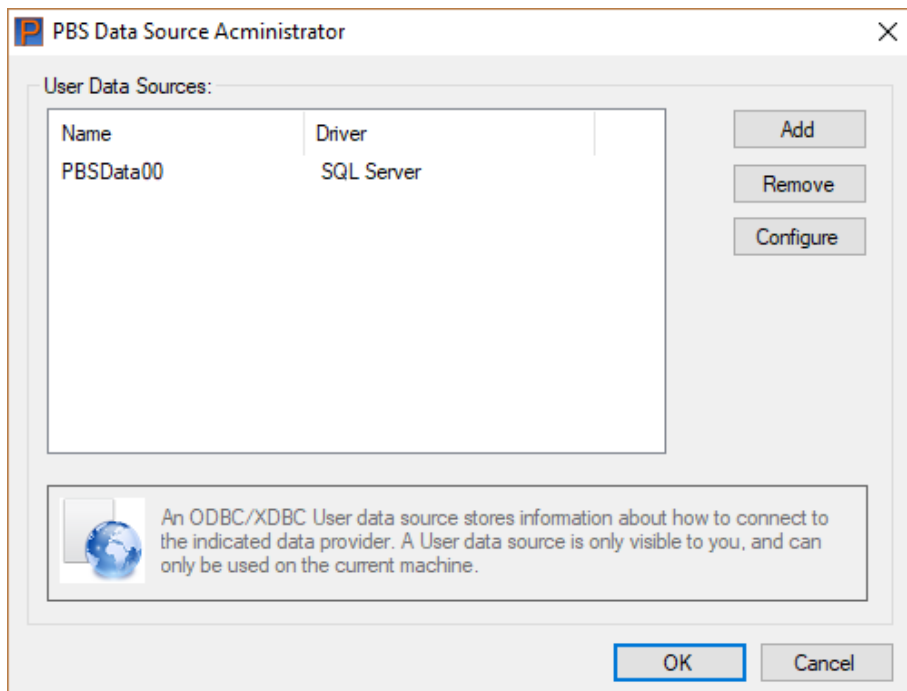 PBS Data Source Acministrator
User Data Sources:
Name Driver
PBSData00 SQL Server
Add
Remove
Configure
An ODBC/XDBC User data source stores information about how to connect to
the indicated data provider. A User data source is only visible to you, and can
only be used on the current machine.
OK Cancel